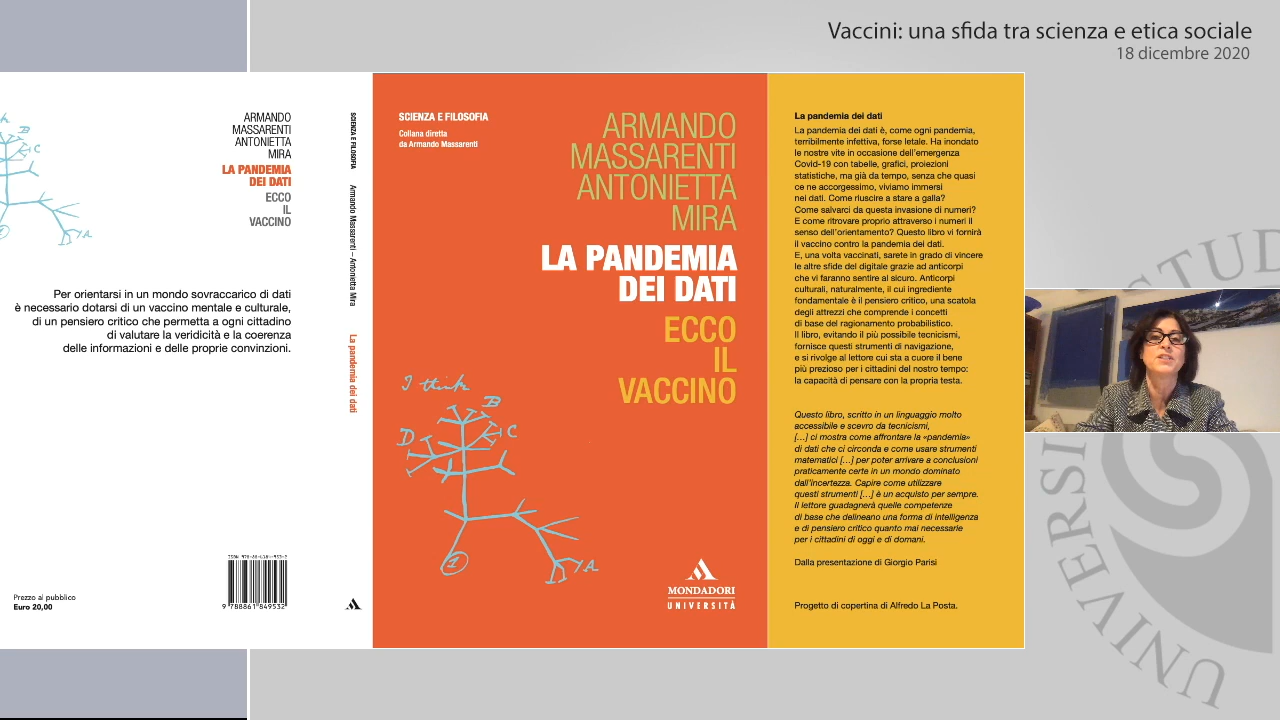 Vaccini: una sfida tra scienza e etica sociale
18 dicembre 2020
ARMANDO
MASSARENTI
ANTONIETTA
MIRA
LA PANDEMIA
DEI DATI
ECCO
IL
VACCINO
B
C
A
Per orientarsi in un mondo sovraccarico di dati
è necessario dotarsi di un vaccino mentale e culturale,
di un pensiero critico che permetta a ogni cittadino
di valutare la veridicità e la coerenza
delle informazioni e delle proprie convinzioni.
Prezzo al pubblico
Euro 20,00
ISBN 978-88-6184-953-2
9 788861 849532
SCIENZA E FILOSOFIA
Armando Massarenti – Antonietta Mira
La pandemia dei dati
SCIENZA E FILOSOFIA
Collana diretta
da Armando Massarenti
ARMANDO
MASSARENTI
ANTONIETTA
MIRA
LA PANDEMIA
DEI DATI
ECCO
IL
VACCINO
I think
B
D
C
A
1
MONDADORI
UNIVERSITÀ
La pandemia dei dati
La pandemia dei dati è, come ogni pandemia,
terribilmente infettiva, forse letale. Ha inondato
le nostre vite in occasione dell'emergenza
Covid-19 con tabelle, grafici, proiezioni
statistiche, ma già da tempo, senza che quasi
ce ne accorgessimo, viviamo immersi
nei dati. Come riuscire a stare a galla?
Come salvarci da questa invasione di numeri?
E come ritrovare proprio attraverso i numeri il
senso dell'orientamento? Questo libro vi fornirà
il vaccino contro la pandemia dei dati.
E, una volta vaccinati, sarete in grado di vincere
le altre sfide del digitale grazie ad anticorpi
che vi faranno sentire al sicuro. Anticorpi
culturali, naturalmente, il cui ingrediente
fondamentale è il pensiero critico, una scatola
degli attrezzi che comprende i concetti
di base del ragionamento probabilistico.
Il libro, evitando il più possibile tecnicismi,
fornisce questi strumenti di navigazione,
e si rivolge al lettore cui sta a cuore il bene
più prezioso per i cittadini del nostro tempo:
la capacità di pensare con la propria testa.
Questo libro, scritto in un linguaggio molto
accessibile e scevro da tecnicismi,
[…] ci mostra come affrontare la «pandemia»
di dati che ci circonda e come usare strumenti
matematici […] per poter arrivare a conclusioni
praticamente certe in un mondo dominato
dall'incertezza. Capire come utilizzare
questi strumenti […] è un acquisto per sempre.
Il lettore guadagnerà quelle competenze
di base che delineano una forma di intelligenza
e di pensiero critico quanto mai necessarie
per i cittadini di oggi e di domani.
Dalla presentazione di Giorgio Parisi
Progetto di copertina di Alfredo La Posta.
UNIVERSI
STUD